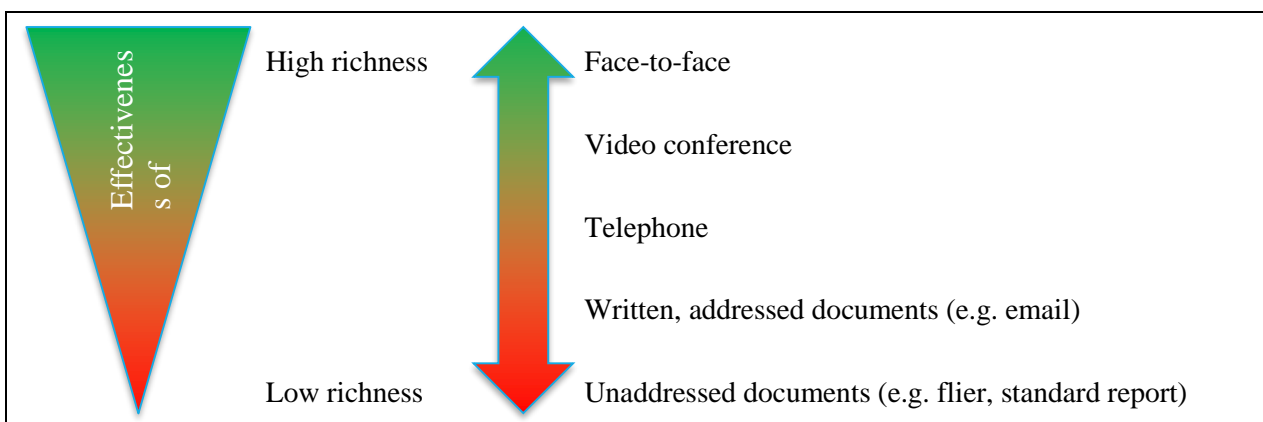 Effectivenes
s of
High richness
Face-to-face
Video conference
Telephone
Written, addressed documents (e.g. email)
Low richness
Unaddressed documents (e.g. flier, standard report)